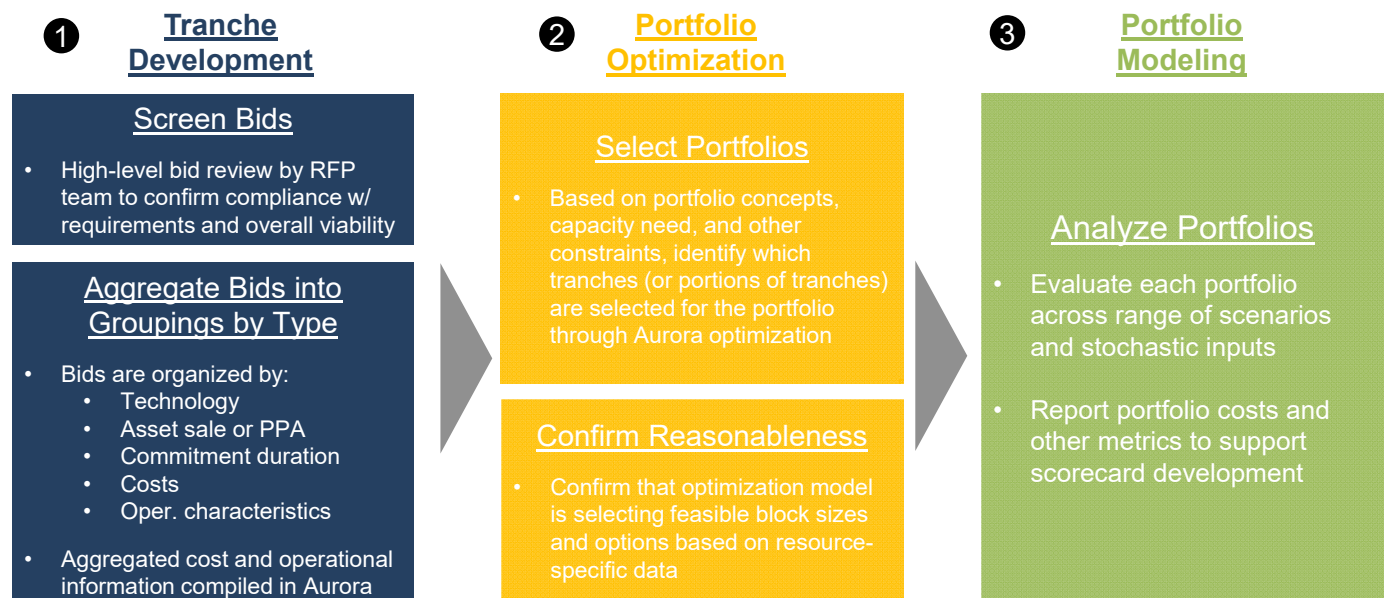 1
Tranche
Development
Screen Bids
• High-level bid review by RFP
team to confirm compliance w/
requirements and overall viability
Aggregate Bids into
Groupings by Type
• Bids are organized by:
• Technology
• Asset sale or PPA
• Commitment duration
• Costs
• Oper. characteristics
• Aggregated cost and operational
information compiled in Aurora
2
Portfolio
Optimization
Select Portfolios
• Based on portfolio concepts,
capacity need, and other
constraints, identify which
tranches (or portions of tranches)
are selected for the portfolio
through Aurora optimization
Confirm Reasonableness
• Confirm that optimization model
is selecting feasible block sizes
and options based on resource-
specific data
3
Portfolio
Modeling
Analyze Portfolios
• Evaluate each portfolio
across range of scenarios
and stochastic inputs
• Report portfolio costs and
other metrics to support
scorecard development